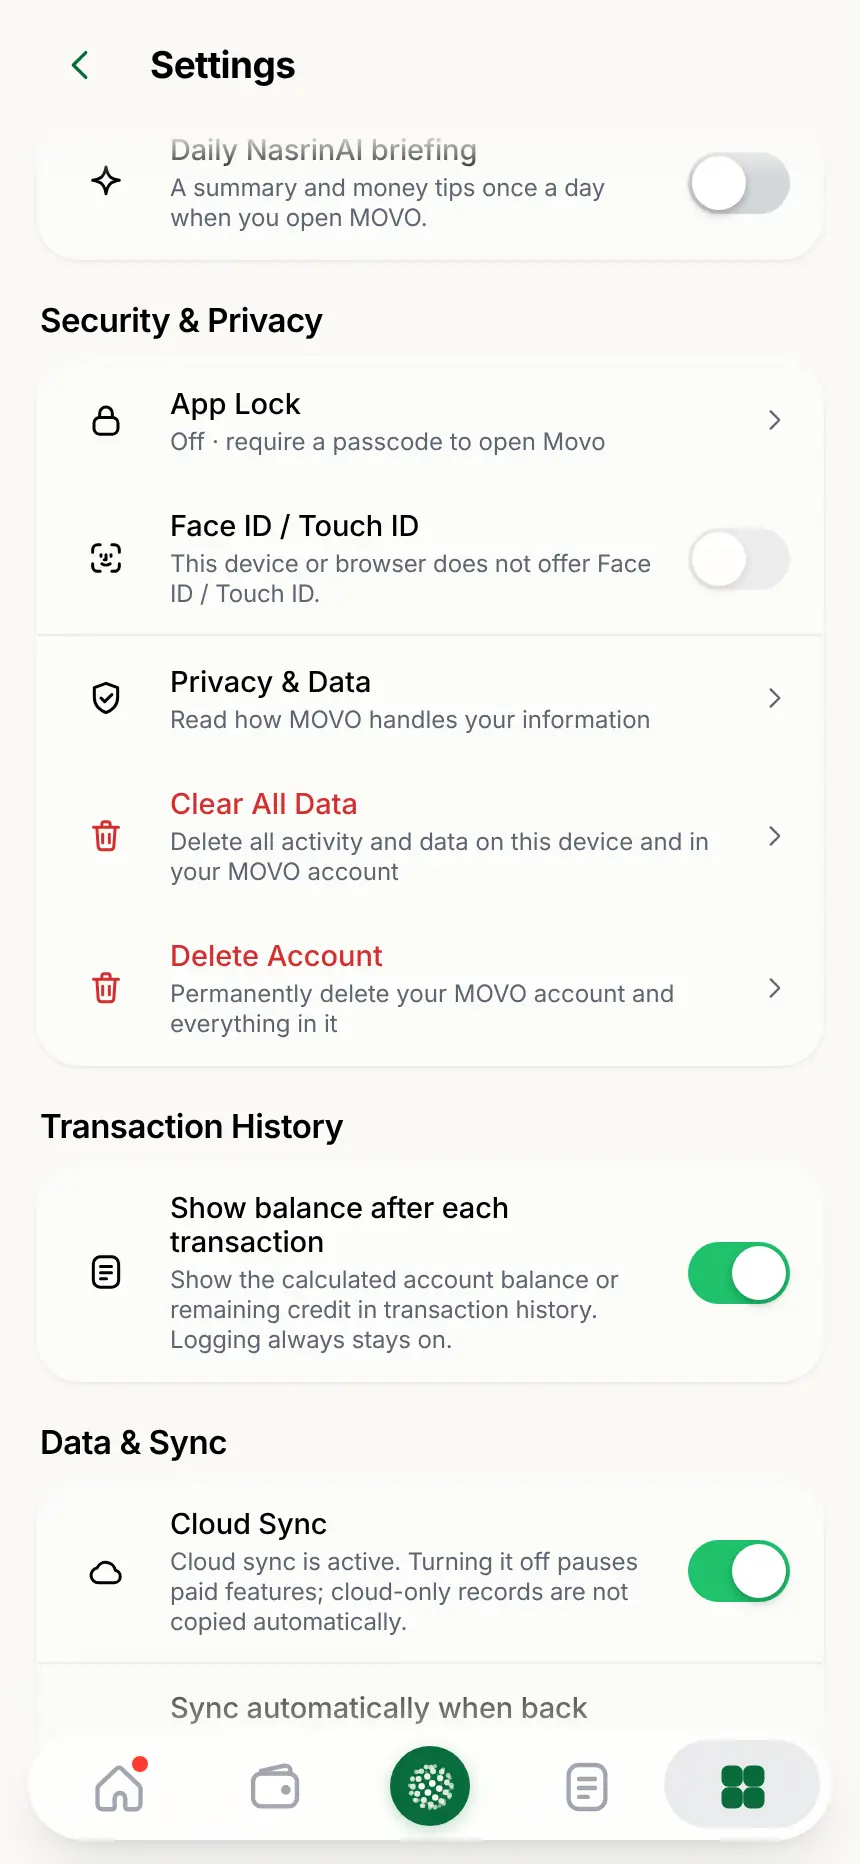 Settings
Daily NasrinAI briefing
A summary and money tips once a day
when you open MOVO.
Security & Privacy
App Lock
Off · require a passcode to open Movo
Face ID / Touch ID
This device or browser does not offer Face
ID / Touch ID.
Privacy & Data
Read how MOVO handles your information
Clear All Data
Delete all activity and data on this device and in
your MOVO account
Delete Account
Permanently delete your MOVO account and
everything in it
Transaction History
Show balance after each
transaction
Show the calculated account balance or
remaining credit in transaction history.
Logging always stays on.
Data & Sync
Cloud Sync
Cloud sync is active. Turning it off pauses
paid features; cloud-only records are not
copied automatically.
Sync automatically when back